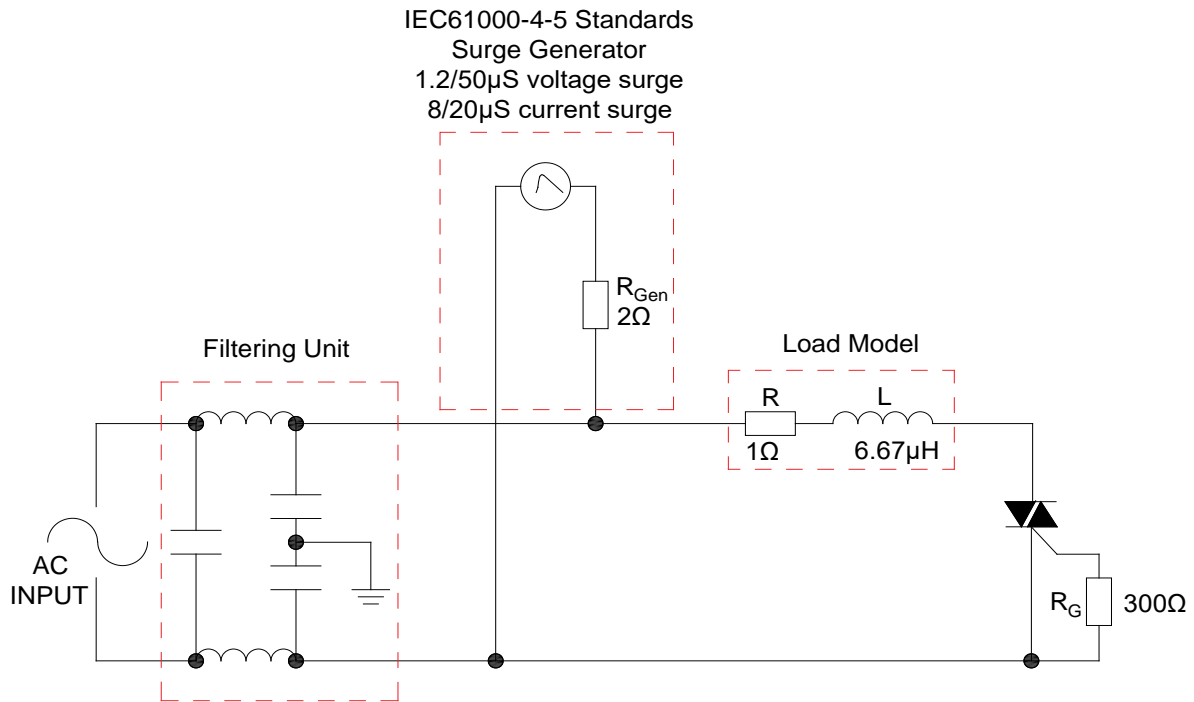 IEC61000-4-5 Standards
Surge Generator
1.2/50µS voltage surge
8/20µS current surge
RGen
2Ω
Filtering Unit
Load Model
R
L
1Ω
6.67µH
AC
INPUT
RG
300Ω